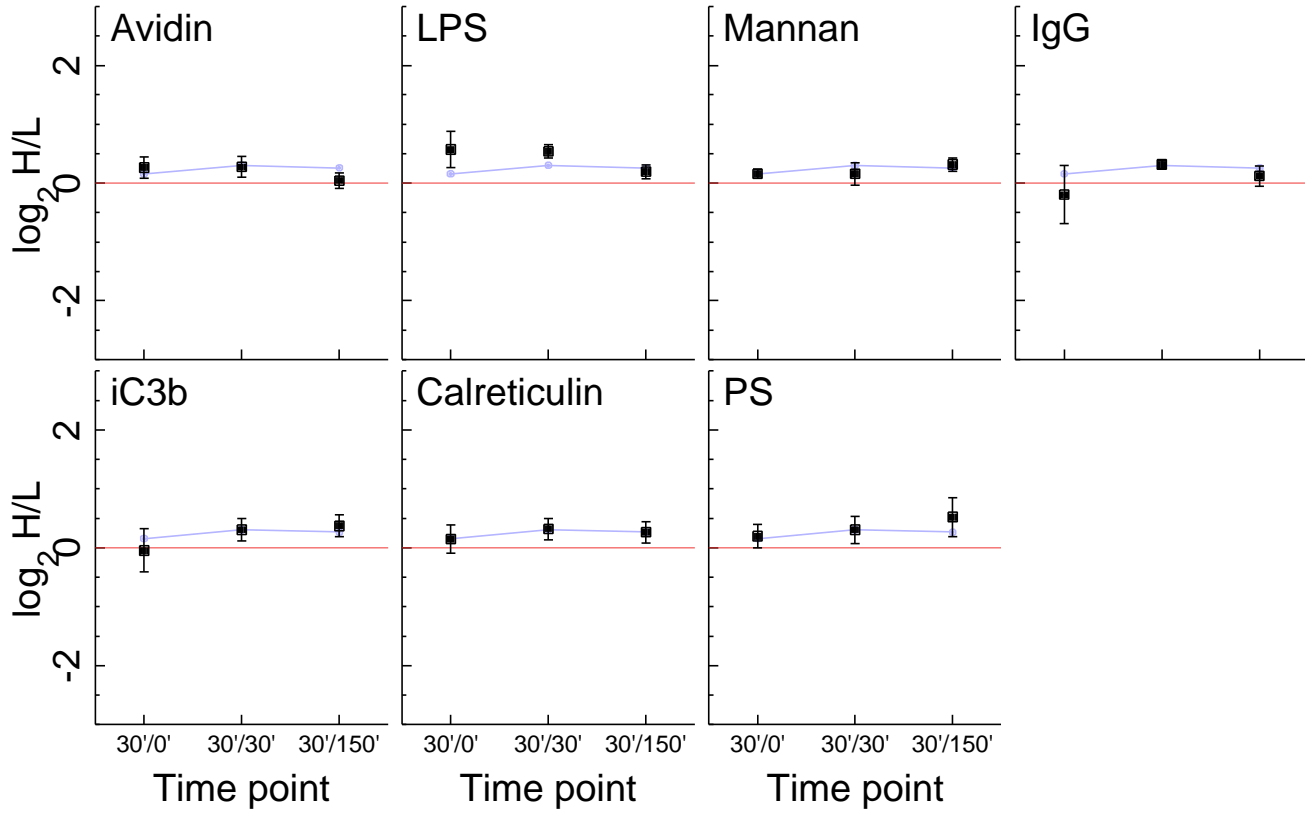 Avidin LPS Mannan IgG
2
0
-2
log2 H/L
iC3b Calreticulin PS
2
0
-2
log2 H/L
30'/0' 30'/30' 30'/150' 30'/0' 30'/30' 30'/150' 30'/0' 30'/30' 30'/150'
Time point Time point Time point